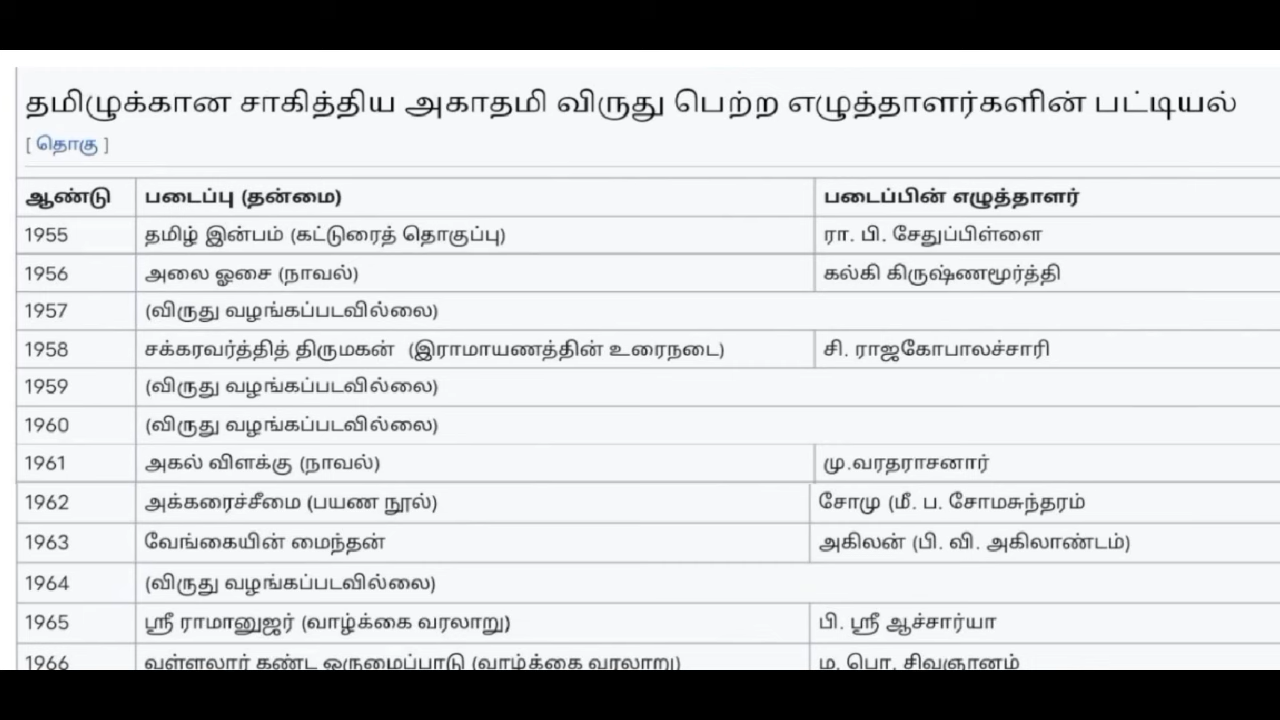 தமிழுக்கான சாகித்திய அகாதமி விருது பெற்ற எழுத்தாளர்களின் பட்டியல்
[ தொகு ]
ஆண்டு படைப்பு (தன்மை) படைப்பின் எழுத்தாளர்
1955 தமிழ் இன்பம் (கட்டுரைத் தொகுப்பு) ரா. பி. சேதுப்பிள்ளை
1956 அலை ஓசை (நாவல்) கல்கி கிருஷ்ணமூர்த்தி
1957 (விருது வழங்கப்படவில்லை)
1958 சக்கரவர்த்தித் திருமகன் (இராமாயணத்தின் உரைநடை) சி. ராஜகோபாலச்சாரி
1959 (விருது வழங்கப்படவில்லை)
1960 (விருது வழங்கப்படவில்லை)
1961 அகல் விளக்கு (நாவல்) மு.வரதராசனார்
1962 அக்கரைச்சீமை (பயண நூல்) சோமு (மீ. ப. சோமசுந்தரம்
1963 வேங்கையின் மைந்தன் அகிலன் (பி. வி. அகிலாண்டம்)
1964 (விருது வழங்கப்படவில்லை)
1965 ஸ்ரீ ராமானுஜர் (வாழ்க்கை வரலாறு) பி. ஸ்ரீ ஆச்சார்யா
1966 வள்ளலார் கண்ட ஒருமைப்பாடு (வாழ்க்கை வரலாறு) ம. பொ. சிவஞானம்